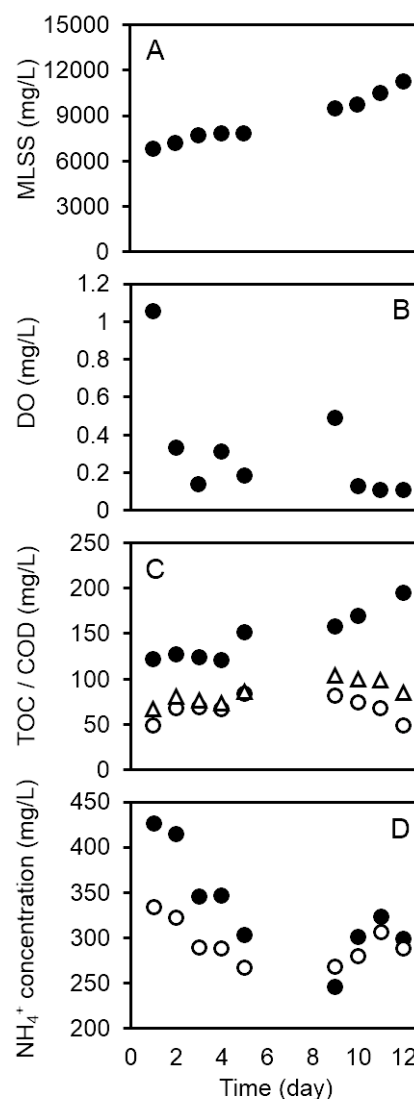 15000
12000
9000
6000
3000
0
MLSS (mg/L)
A
1.2
1
0.8
0.6
0.4
0.2
0
DO (mg/L)
B
250
200
150
100
50
0
TOC / COD (mg/L)
C
450
400
350
300
250
200
NH₄⁺ concentration (mg/L)
D
0 2 4 6 8 10 12
Time (day)